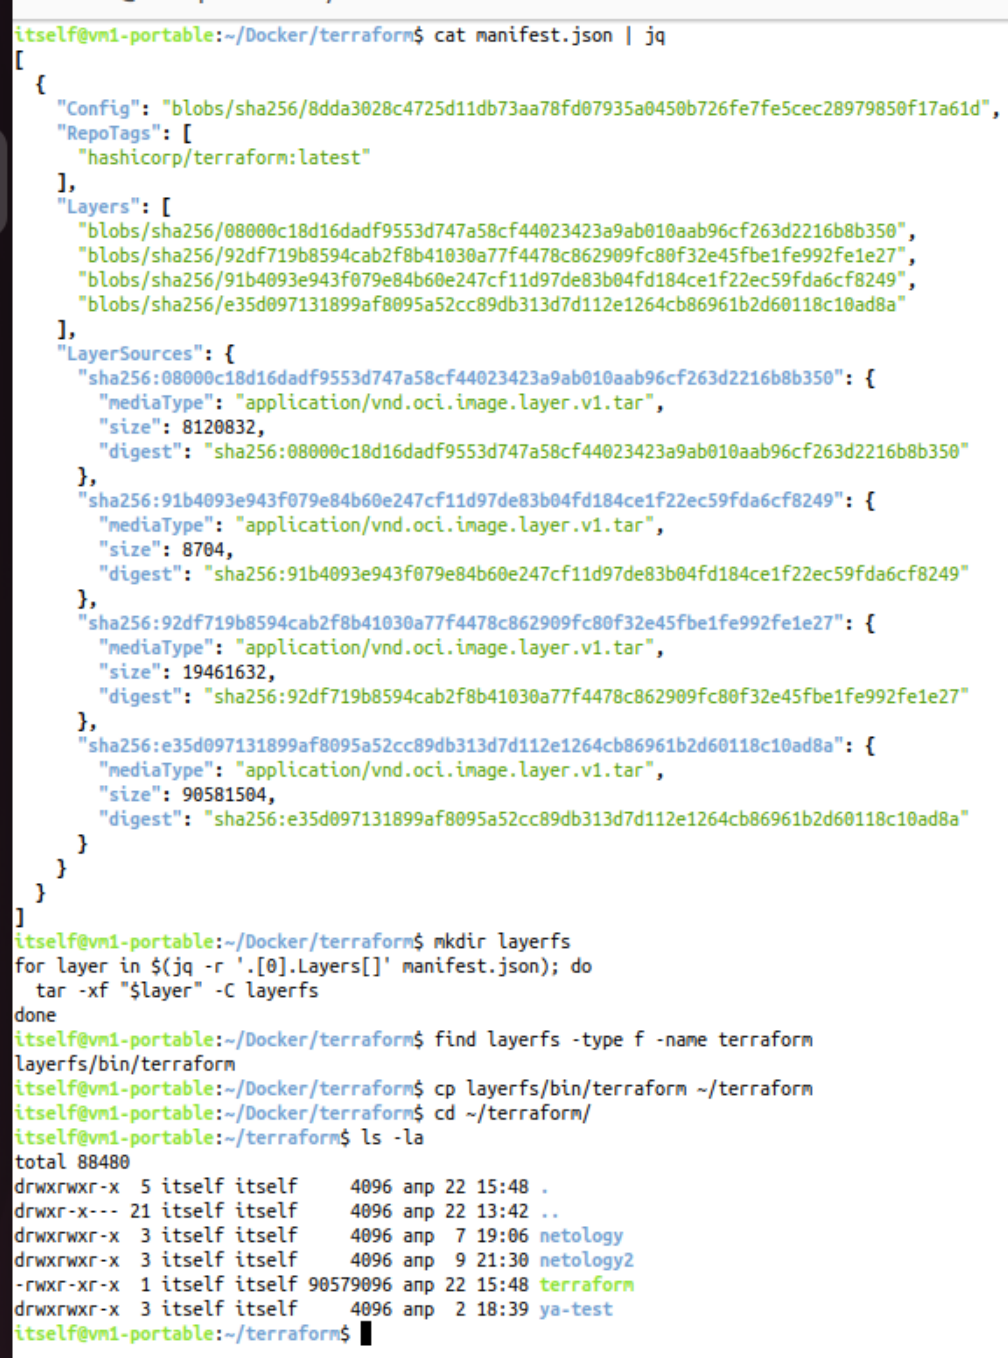 itself@vm1-portable:~/Docker/terraform$ cat manifest.json | jq
[
  {
    "Config": "blobs/sha256/8dda3028c4725d11db73aa78fd07935a0450b726fe7fe5cec28979850f17a61d",
    "RepoTags": [
      "hashicorp/terraform:latest"
    ],
    "Layers": [
      "blobs/sha256/08000c18d16dadf9553d747a58cf44023423a9ab010aab96cf263d2216b8b350",
      "blobs/sha256/92df719b8594cab2f8b41030a77f4478c862909fc80f32e45fbe1fe992fe1e27",
      "blobs/sha256/91b4093e943f079e84b60e247cf11d97de83b04fd184ce1f22ec59fda6cf8249",
      "blobs/sha256/e35d097131899af8095a52cc89db313d7d112e1264cb86961b2d60118c10ad8a"
    ],
    "LayerSources": {
      "sha256:08000c18d16dadf9553d747a58cf44023423a9ab010aab96cf263d2216b8b350": {
        "mediaType": "application/vnd.oci.image.layer.v1.tar",
        "size": 8120832,
        "digest": "sha256:08000c18d16dadf9553d747a58cf44023423a9ab010aab96cf263d2216b8b350"
      },
      "sha256:91b4093e943f079e84b60e247cf11d97de83b04fd184ce1f22ec59fda6cf8249": {
        "mediaType": "application/vnd.oci.image.layer.v1.tar",
        "size": 8704,
        "digest": "sha256:91b4093e943f079e84b60e247cf11d97de83b04fd184ce1f22ec59fda6cf8249"
      },
      "sha256:92df719b8594cab2f8b41030a77f4478c862909fc80f32e45fbe1fe992fe1e27": {
        "mediaType": "application/vnd.oci.image.layer.v1.tar",
        "size": 19461632,
        "digest": "sha256:92df719b8594cab2f8b41030a77f4478c862909fc80f32e45fbe1fe992fe1e27"
      },
      "sha256:e35d097131899af8095a52cc89db313d7d112e1264cb86961b2d60118c10ad8a": {
        "mediaType": "application/vnd.oci.image.layer.v1.tar",
        "size": 90581504,
        "digest": "sha256:e35d097131899af8095a52cc89db313d7d112e1264cb86961b2d60118c10ad8a"
      }
    }
  }
]
itself@vm1-portable:~/Docker/terraform$ mkdir layerfs
for layer in $(jq -r '.[0].Layers[]' manifest.json); do
  tar -xf "$layer" -C layerfs
done
itself@vm1-portable:~/Docker/terraform$ find layerfs -type f -name terraform
layerfs/bin/terraform
itself@vm1-portable:~/Docker/terraform$ cp layerfs/bin/terraform ~/terraform
itself@vm1-portable:~/Docker/terraform$ cd ~/terraform/
itself@vm1-portable:~/terraform$ ls -la
total 88480
drwxrwxr-x  5 itself itself     4096 апр 22 15:48 .
drwxr-x--- 21 itself itself     4096 апр 22 13:42 ..
drwxrwxr-x  3 itself itself     4096 апр  7 19:06 netology
drwxrwxr-x  3 itself itself     4096 апр  9 21:30 netology2
-rwxr-xr-x  1 itself itself 90579096 апр 22 15:48 terraform
drwxrwxr-x  3 itself itself     4096 апр  2 18:39 ya-test
itself@vm1-portable:~/terraform$